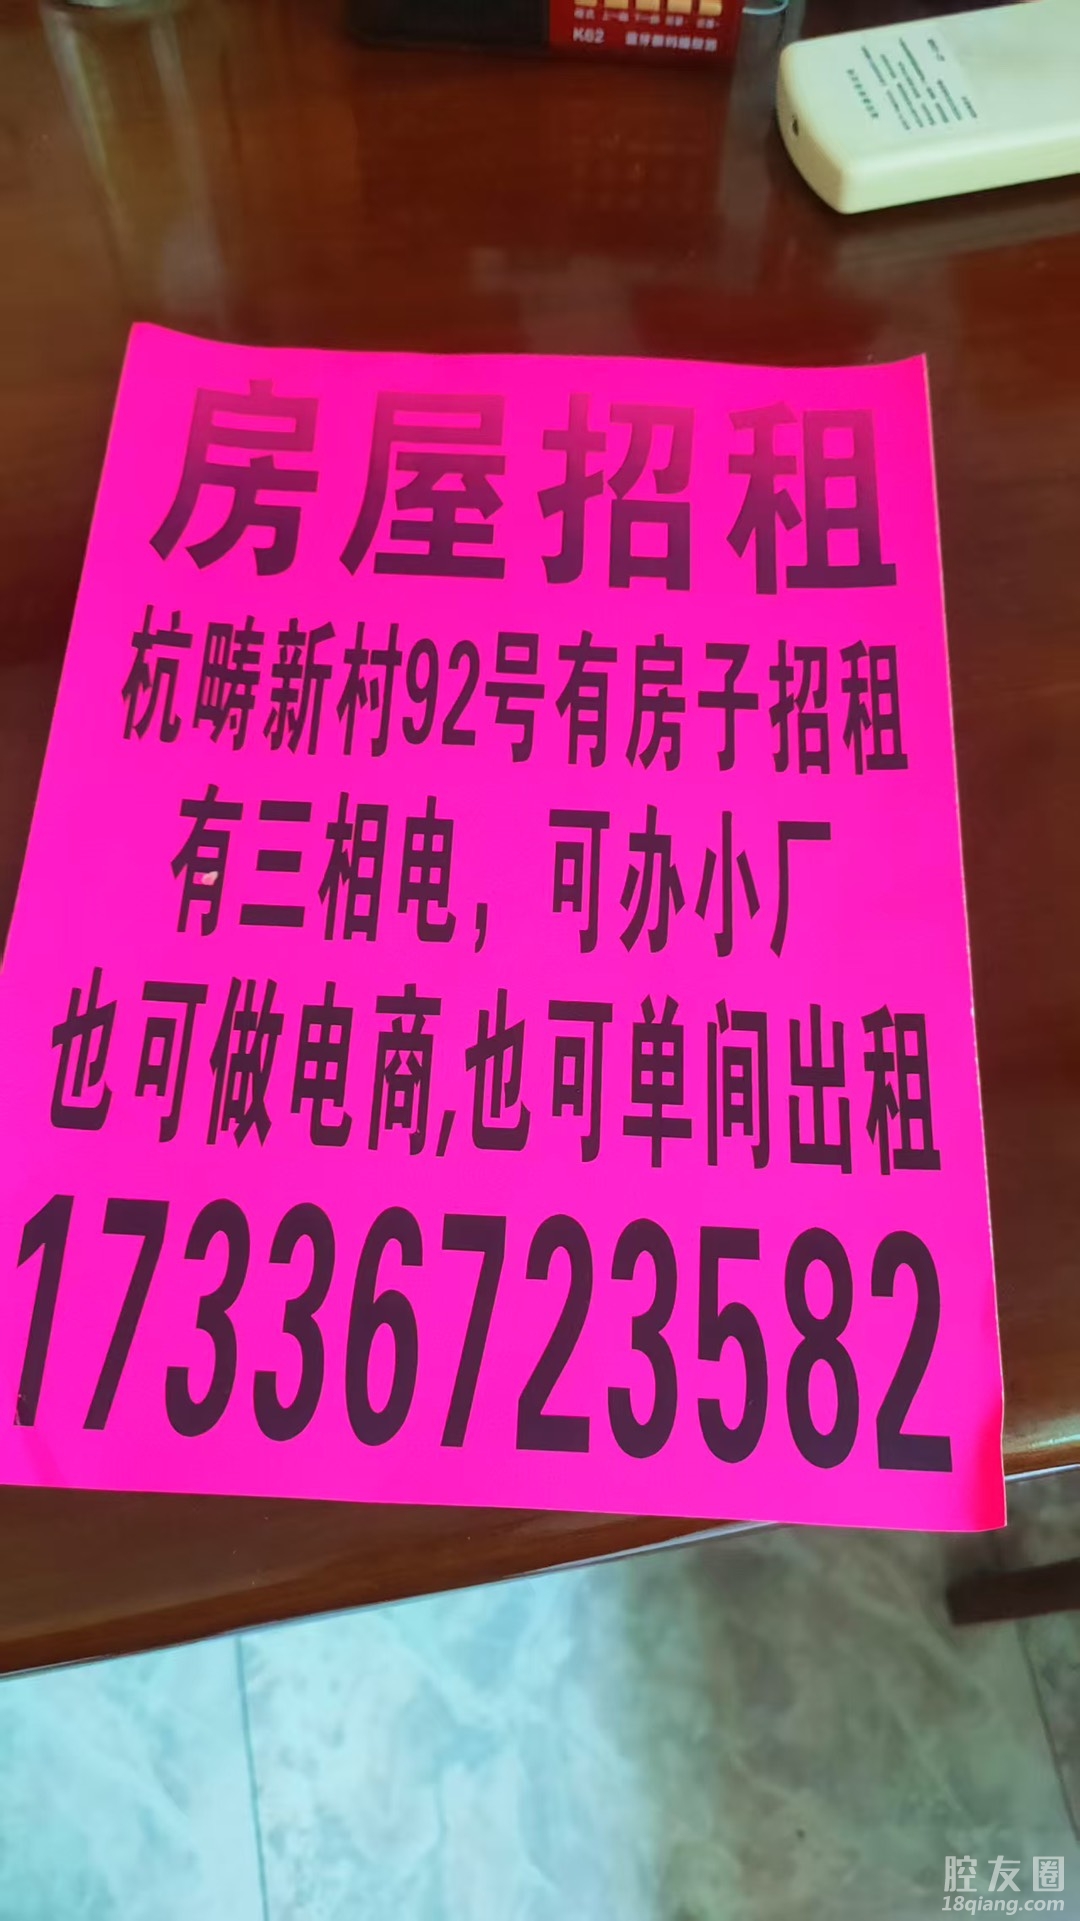 K62
房屋招租
杭畴新村92号有房子招租
有三相电，可办小厂
也可做电商,也可单间出租
17336723582
腔友圈
18qiang.com